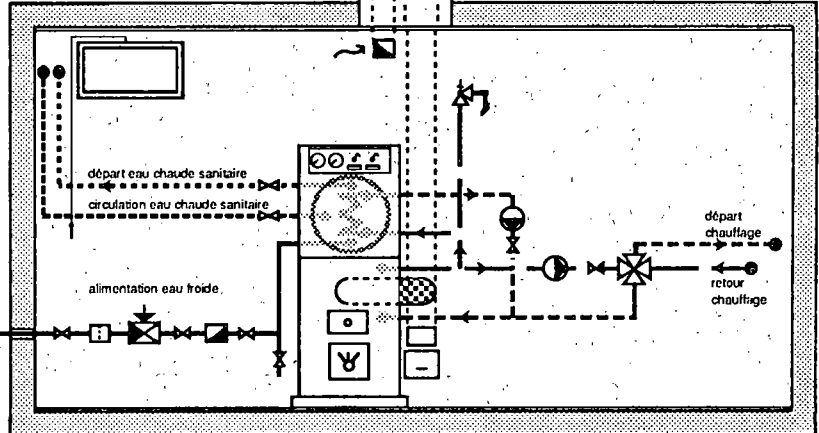 départ eau chaude sanitaire
circulation eau chaude sanitaire
départ
chauffage
alimentation eau froide
retour
chauffage